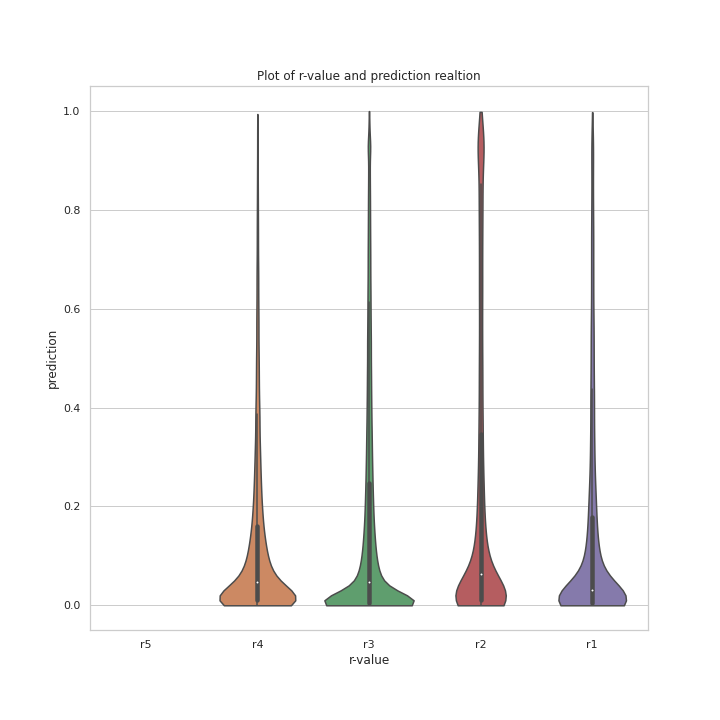 Plot of r-value and prediction realtion
1.0
0.8
0.6
0.4
0.2
0.0
prediction
r5 r4 r3 r2 r1
r-value